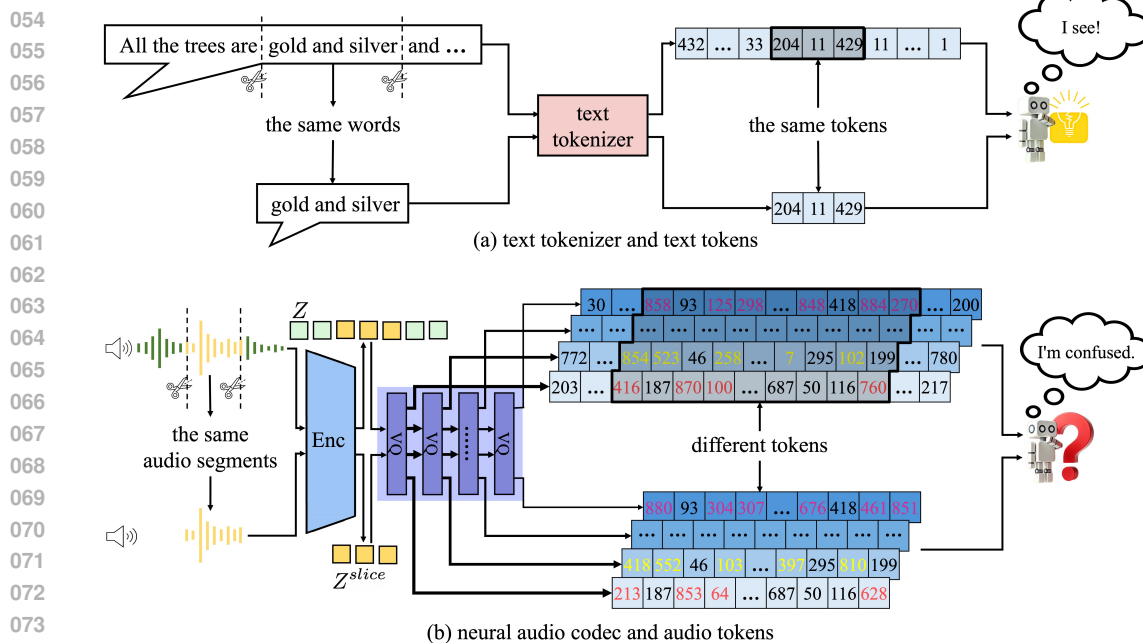 054
055
056
057
058
059
060
061
062
063
064
065
066
067
068
069
070
071
072
073
All the trees are gold and silver and ...
the same words
gold and silver
text
tokenizer
432 ... 33 204 11 429 11 ... 1
the same tokens
204 11 429
I see!
(a) text tokenizer and text tokens
Z
the same
audio segments
Enc
Z^slice
VQ VQ ...... VQ
30 ... 858 93 125 298 ... 848 418 884 270 ... 200
... ... ... ... ... ... ... ... ... ... ... ... ...
772 ... 854 523 46 258 ... 7 295 102 199 ... 780
203 ... 416 187 870 100 ... 687 50 116 760 ... 217
different tokens
880 93 304 307 ... 676 418 461 851
... ... ... ... ... ... ... ... ...
418 552 46 103 ... 397 295 810 199
213 187 853 64 ... 687 50 116 628
I'm confused.
(b) neural audio codec and audio tokens